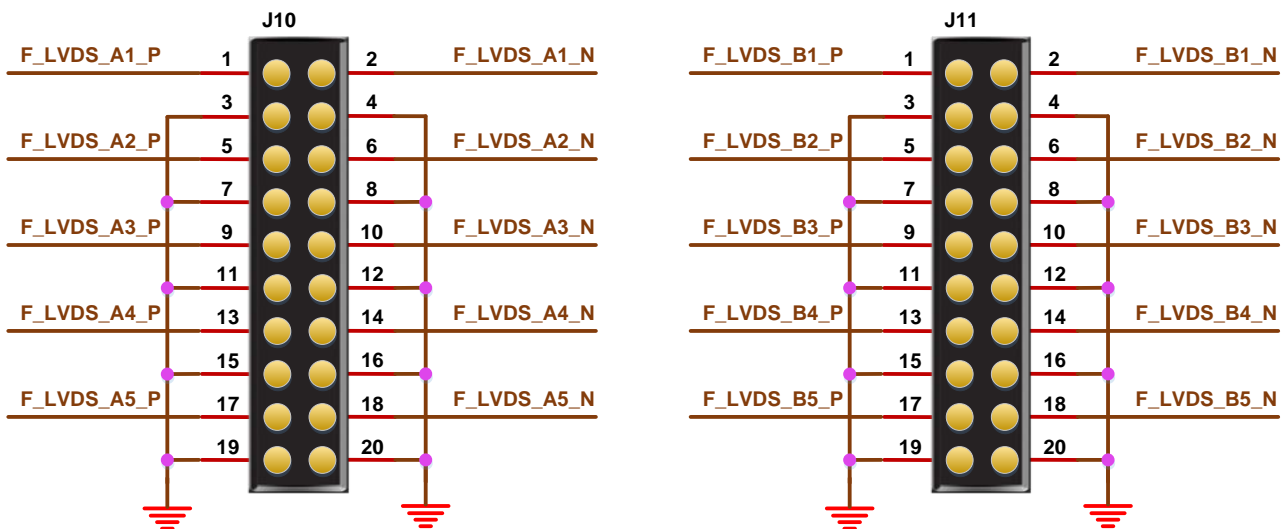 J10 J11
F_LVDS_A1_P 1 2 F_LVDS_A1_N F_LVDS_B1_P 1 2 F_LVDS_B1_N
3 4 3 4
F_LVDS_A2_P 5 6 F_LVDS_A2_N F_LVDS_B2_P 5 6 F_LVDS_B2_N
7 8 7 8
F_LVDS_A3_P 9 10 F_LVDS_A3_N F_LVDS_B3_P 9 10 F_LVDS_B3_N
11 12 11 12
F_LVDS_A4_P 13 14 F_LVDS_A4_N F_LVDS_B4_P 13 14 F_LVDS_B4_N
15 16 15 16
F_LVDS_A5_P 17 18 F_LVDS_A5_N F_LVDS_B5_P 17 18 F_LVDS_B5_N
19 20 19 20